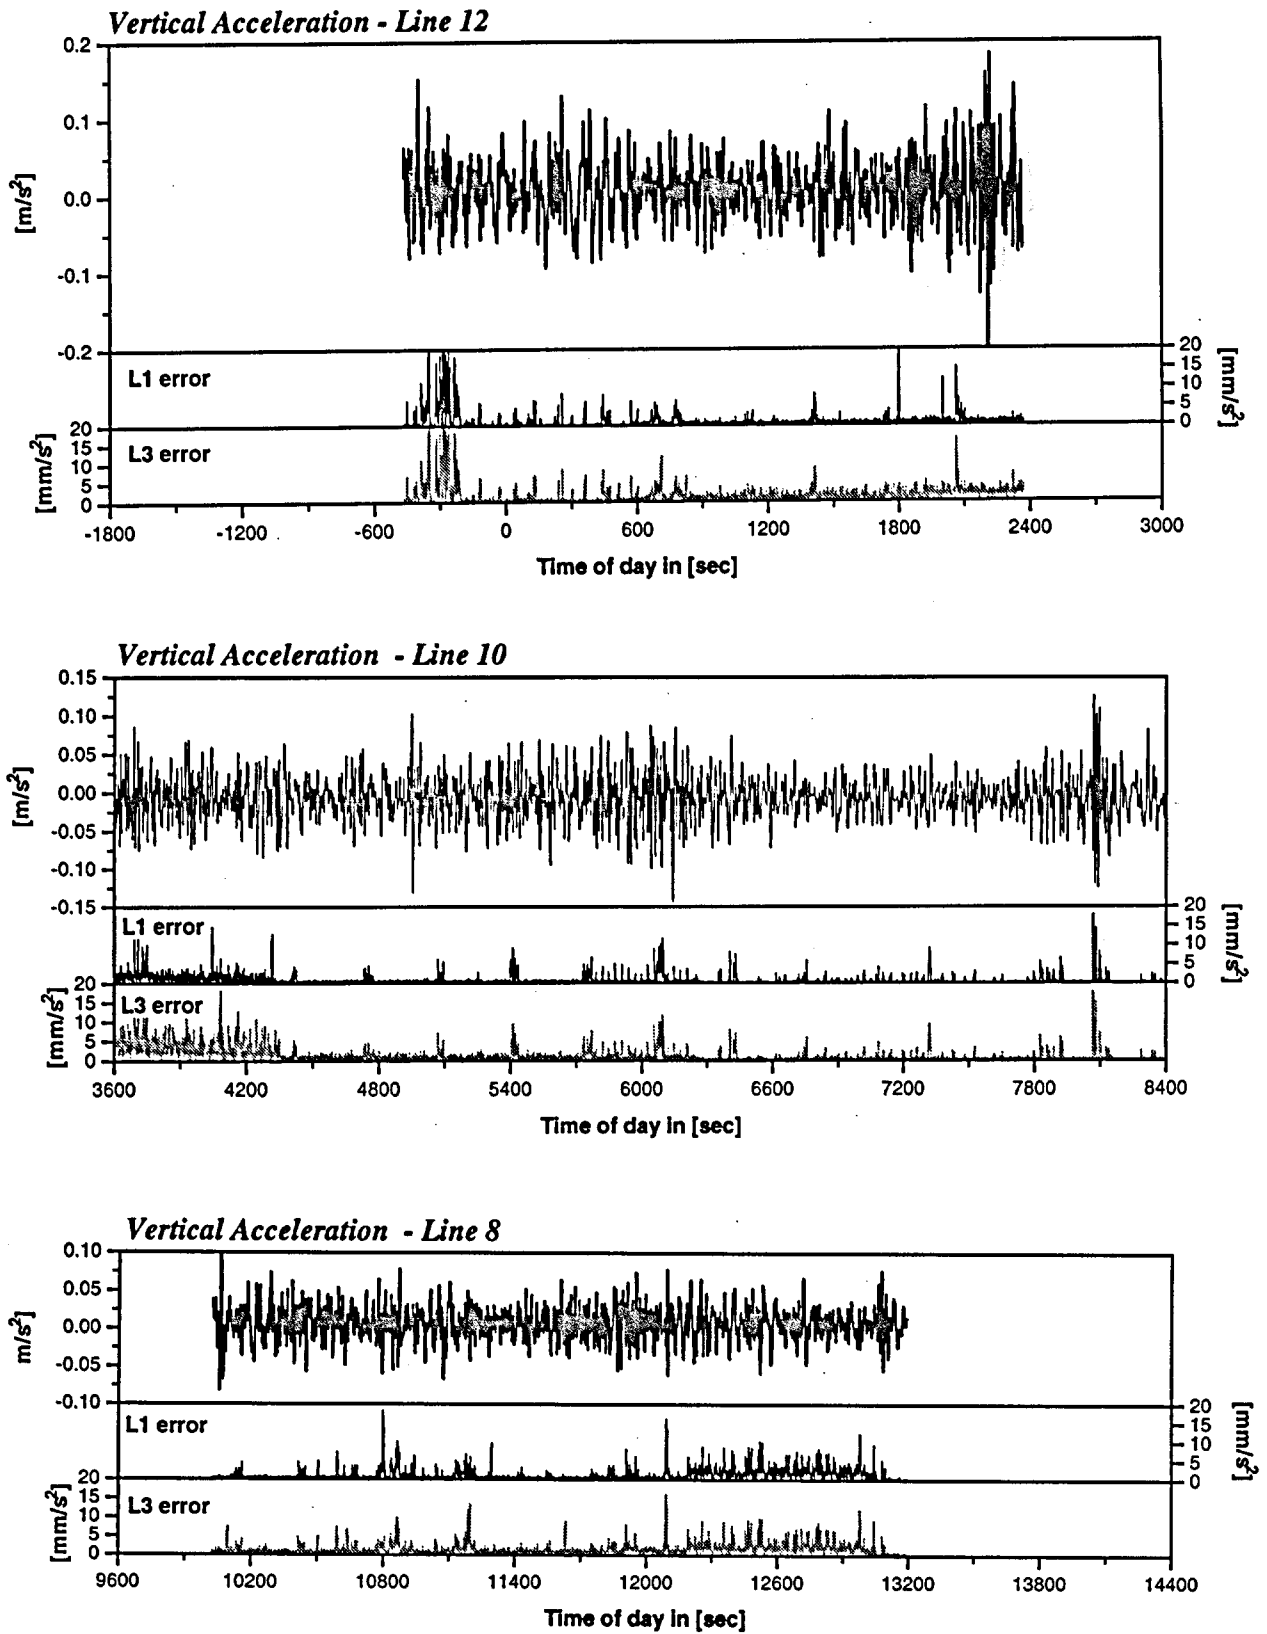 Vertical Acceleration - Line 12
0.2
0.1
0.0
-0.1
-0.2
[m/s²]
L1 error
20
15
10
5
0
[mm/s²]
L3 error
20
15
10
5
0
[mm/s²]
-1800 -1200 -600 0 600 1200 1800 2400 3000
Time of day in [sec]
Vertical Acceleration - Line 10
0.15
0.10
0.05
0.00
-0.05
-0.10
-0.15
[m/s²]
L1 error
20
15
10
5
0
[mm/s²]
L3 error
20
15
10
5
0
[mm/s²]
3600 4200 4800 5400 6000 6600 7200 7800 8400
Time of day in [sec]
Vertical Acceleration - Line 8
0.10
0.05
0.00
-0.05
-0.10
m/s²]
L1 error
20
15
10
5
0
[mm/s²]
L3 error
20
15
10
5
0
[mm/s²]
9600 10200 10800 11400 12000 12600 13200 13800 14400
Time of day in [sec]